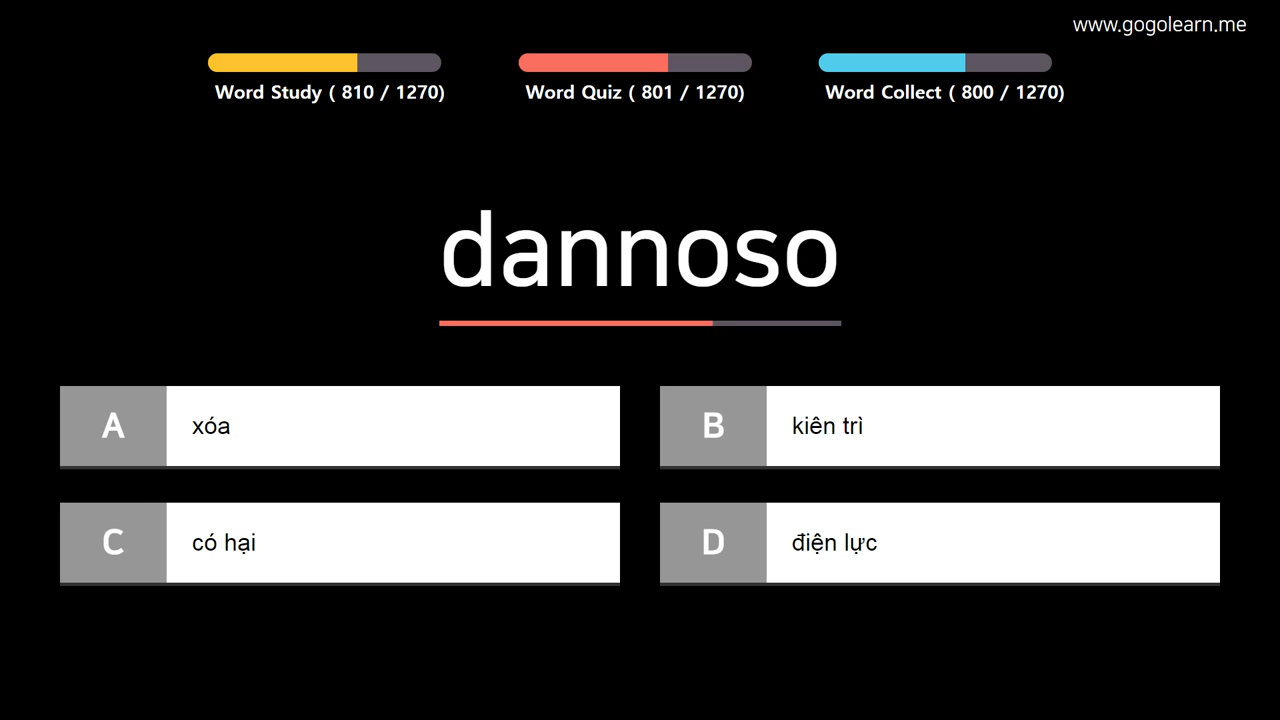 www.gogolearn.me
Word Study ( 810 / 1270)
Word Quiz ( 801 / 1270)
Word Collect ( 800 / 1270)
dannoso
A xóa
B kiên trì
C có hại
D điện lực